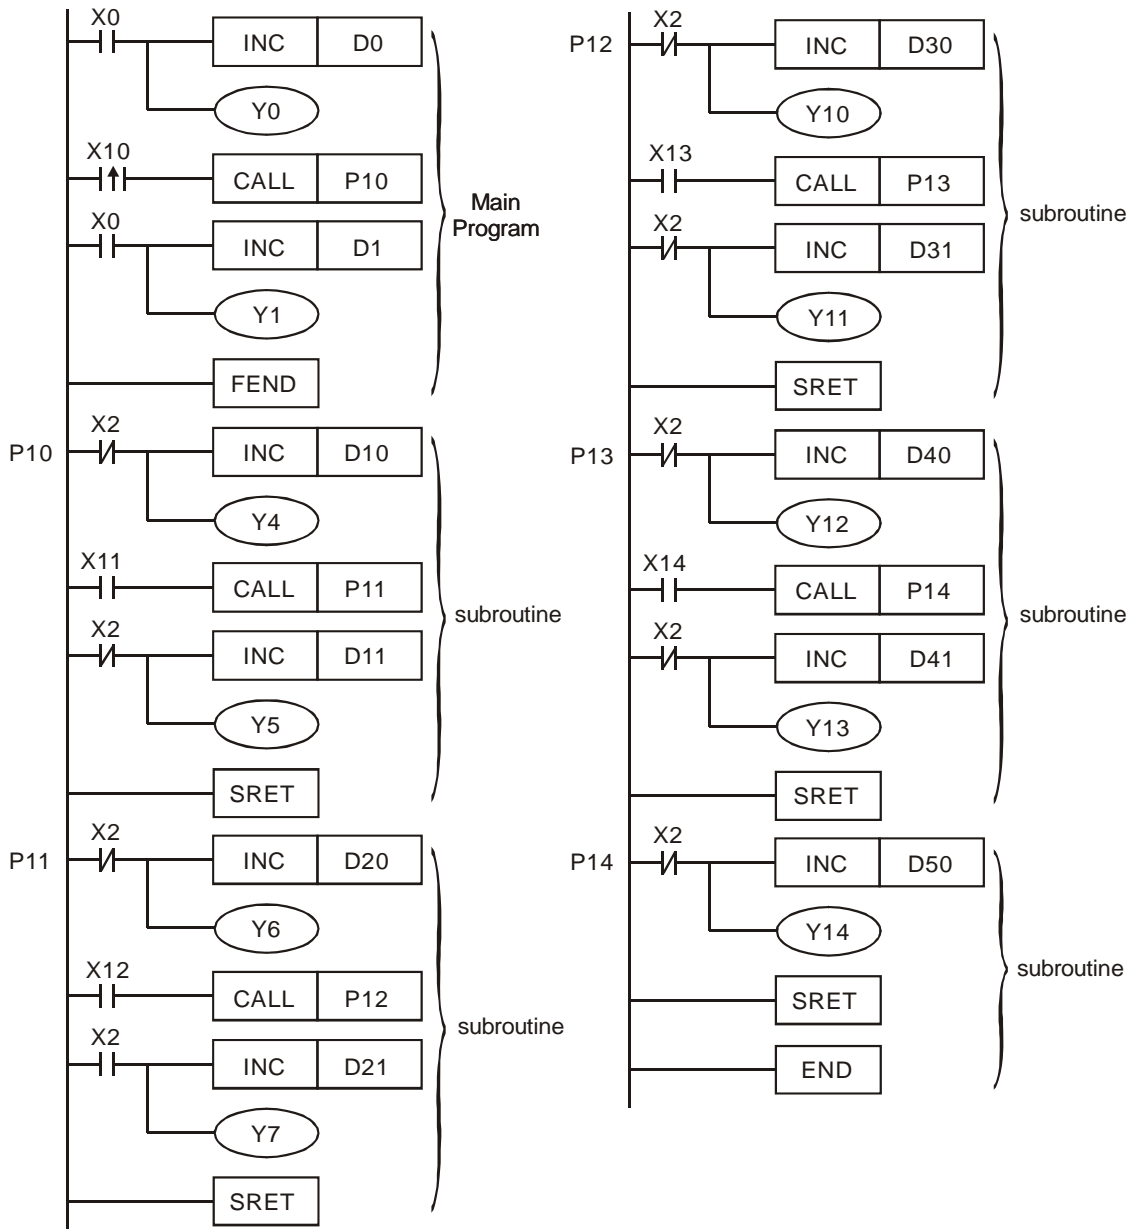 X0
INC D0
Y0
X10
CALL P10
X0
INC D1
Y1
FEND
Main
Program
P10
X2
INC D10
Y4
X11
CALL P11
X2
INC D11
Y5
SRET
subroutine
P11
X2
INC D20
Y6
X12
CALL P12
X2
INC D21
Y7
SRET
subroutine
P12
X2
INC D30
Y10
X13
CALL P13
X2
INC D31
Y11
SRET
subroutine
P13
X2
INC D40
Y12
X14
CALL P14
X2
INC D41
Y13
SRET
subroutine
P14
X2
INC D50
Y14
SRET
END
subroutine